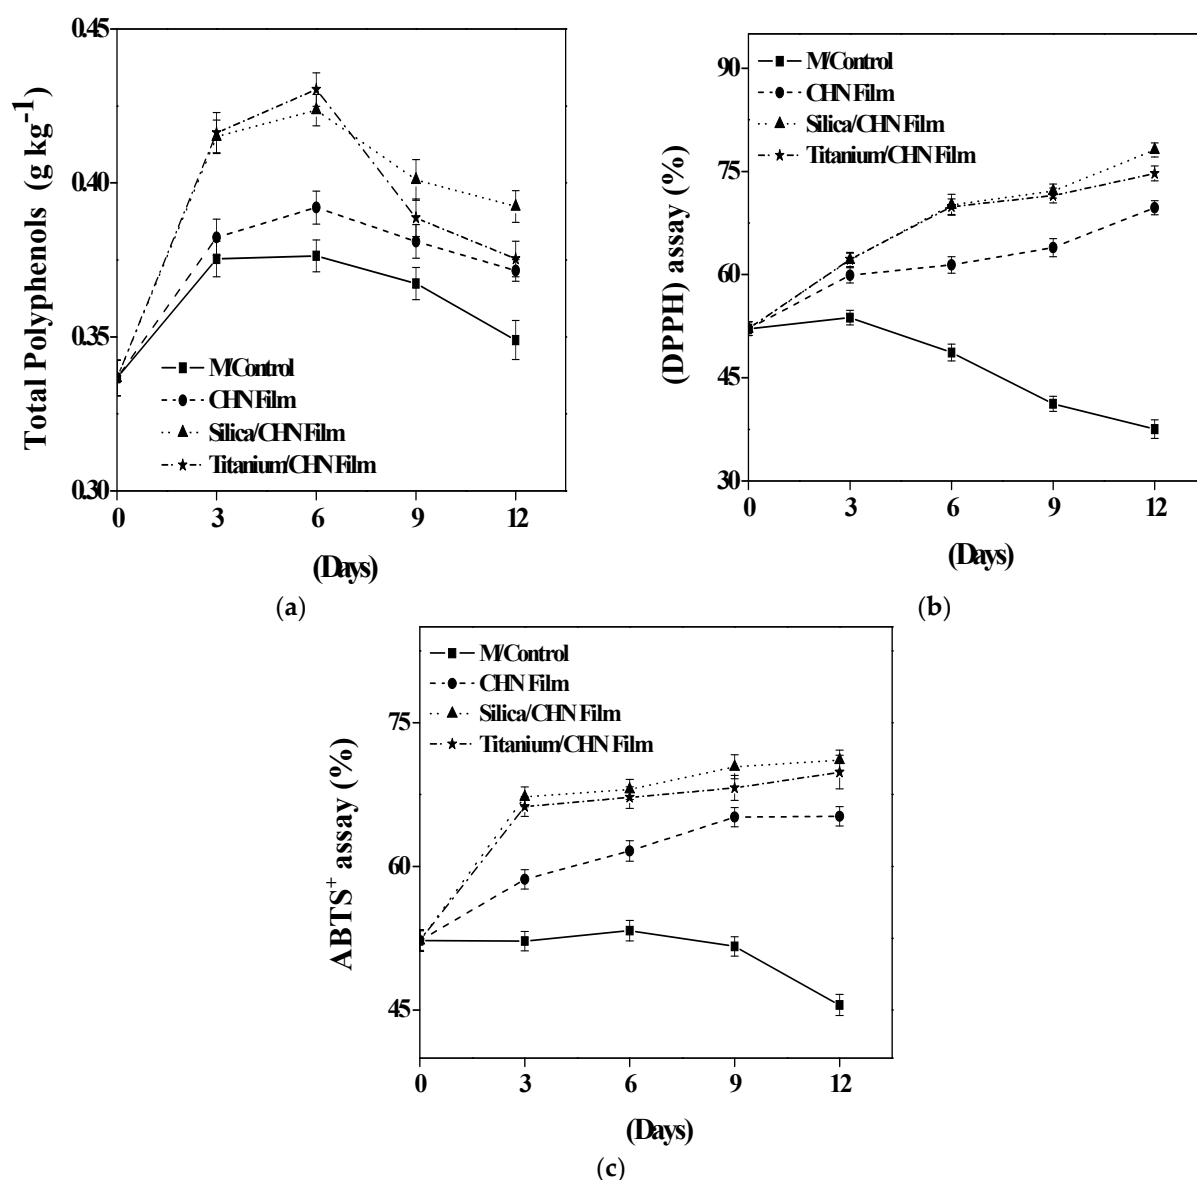 Total Polyphenols (g kg⁻¹)
0.45
0.40
0.35
0.30
M/Control
CHN Film
Silica/CHN Film
Titanium/CHN Film
0 3 6 9 12
(Days)
(a)
(DPPH) assay (%)
90
75
60
45
30
M/Control
CHN Film
Silica/CHN Film
Titanium/CHN Film
0 3 6 9 12
(Days)
(b)
ABTS⁺ assay (%)
75
60
45
M/Control
CHN Film
Silica/CHN Film
Titanium/CHN Film
0 3 6 9 12
(Days)
(c)